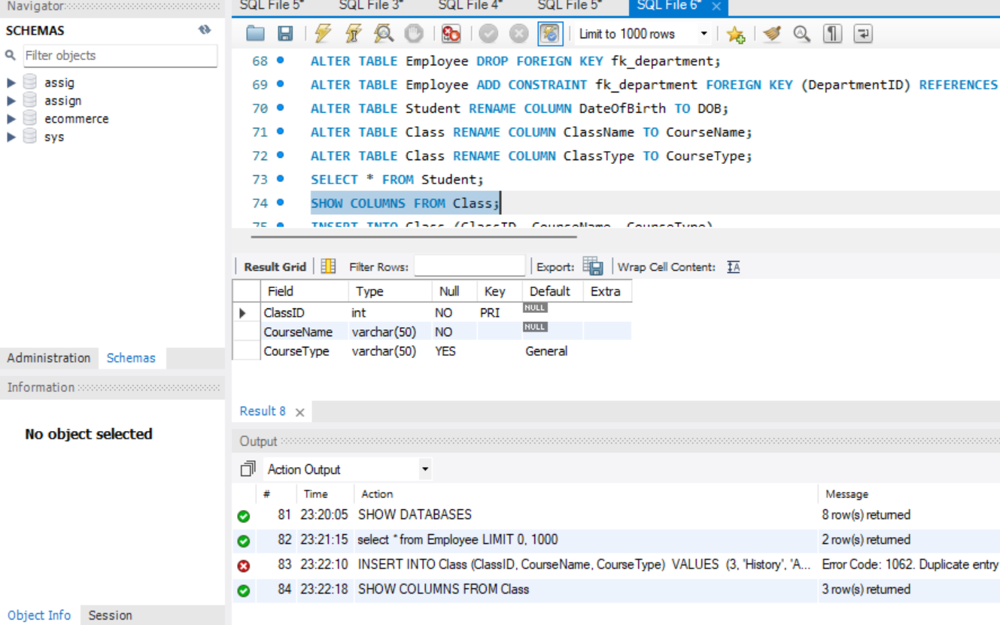 Navigator
SCHEMAS
Filter objects
assig
assign
ecommerce
sys
Administration Schemas
Information
No object selected
Object Info Session
SQL File 5* SQL File 3* SQL File 4* SQL File 5* SQL File 6* ×
Limit to 1000 rows
68 ALTER TABLE Employee DROP FOREIGN KEY fk_department;
69 ALTER TABLE Employee ADD CONSTRAINT fk_department FOREIGN KEY (DepartmentID) REFERENCES
70 ALTER TABLE Student RENAME COLUMN DateOfBirth TO DOB;
71 ALTER TABLE Class RENAME COLUMN ClassName TO CourseName;
72 ALTER TABLE Class RENAME COLUMN ClassType TO CourseType;
73 SELECT * FROM Student;
74 SHOW COLUMNS FROM Class;
75 INSERT INTO Class (ClassID, CourseName, CourseType)
Result Grid Filter Rows: Export: Wrap Cell Content: IA
Field Type Null Key Default Extra
ClassID int NO PRI NULL
CourseName varchar(50) NO NULL
CourseType varchar(50) YES General
Result 8 ×
Output
Action Output
# Time Action Message
81 23:20:05 SHOW DATABASES 8 row(s) returned
82 23:21:15 select * from Employee LIMIT 0, 1000 2 row(s) returned
83 23:22:10 INSERT INTO Class (ClassID, CourseName, CourseType) VALUES (3, 'History', 'A... Error Code: 1062. Duplicate entry
84 23:22:18 SHOW COLUMNS FROM Class 3 row(s) returned